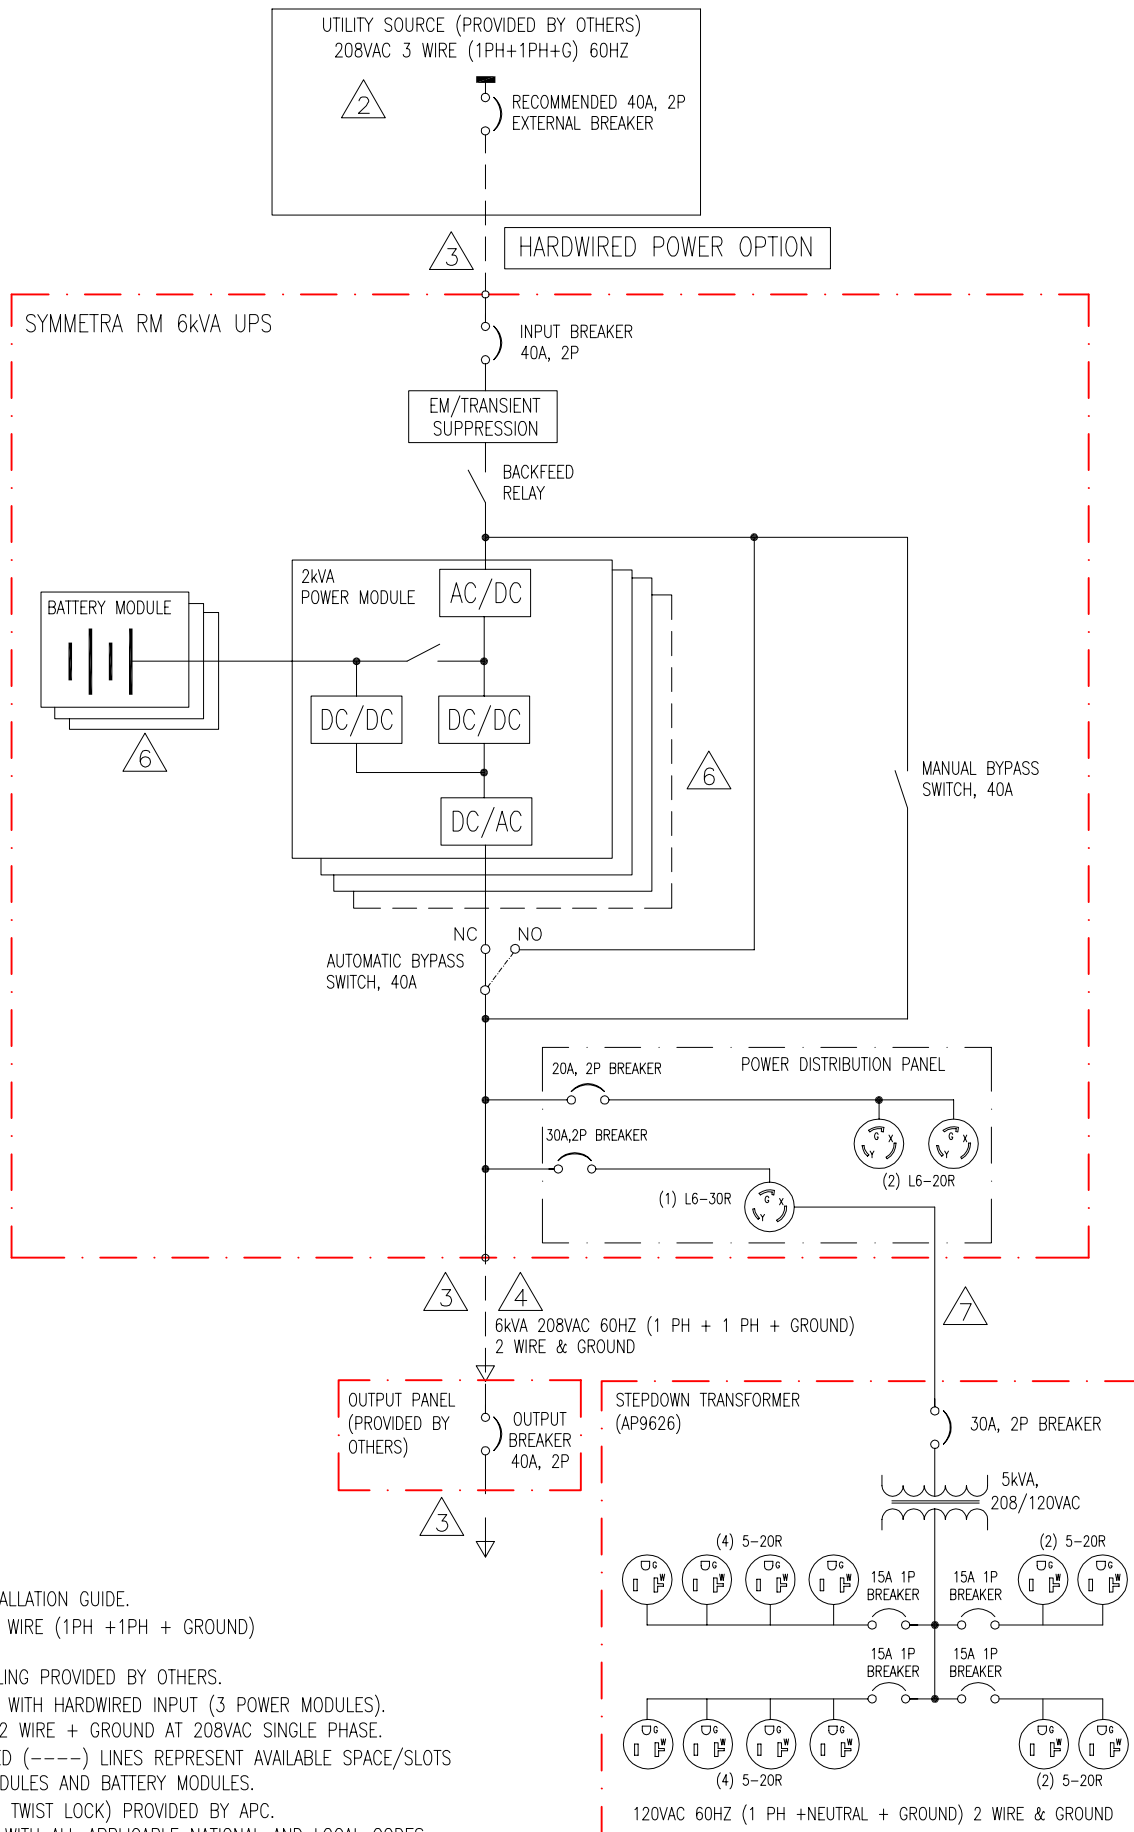 UTILITY SOURCE (PROVIDED BY OTHERS)
208VAC 3 WIRE (1PH+1PH+G) 60HZ
2
RECOMMENDED 40A, 2P
EXTERNAL BREAKER
3
HARDWIRED POWER OPTION
SYMMETRA RM 6kVA UPS
INPUT BREAKER
40A, 2P
EM/TRANSIENT
SUPPRESSION
BACKFEED
RELAY
2kVA
POWER MODULE
AC/DC
BATTERY MODULE
DC/DC
DC/DC
6
6
MANUAL BYPASS
SWITCH, 40A
DC/AC
NC
NO
AUTOMATIC BYPASS
SWITCH, 40A
POWER DISTRIBUTION PANEL
20A, 2P BREAKER
G
X
Y
G
X
Y
30A,2P BREAKER
(2) L6-20R
(1) L6-30R
G
X
Y
3
4
7
6kVA 208VAC 60HZ (1 PH + 1 PH + GROUND)
2 WIRE & GROUND
OUTPUT PANEL
(PROVIDED BY
OTHERS)
OUTPUT
BREAKER
40A, 2P
STEPDOWN TRANSFORMER
(AP9626)
30A, 2P BREAKER
5kVA,
208/120VAC
3
(4) 5-20R
(2) 5-20R
G
W
G
W
G
W
G
W
G
W
G
W
15A 1P
BREAKER
15A 1P
BREAKER
15A 1P
BREAKER
15A 1P
BREAKER
G
W
G
W
G
W
G
W
G
W
G
W
(4) 5-20R
(2) 5-20R
120VAC 60HZ (1 PH +NEUTRAL + GROUND) 2 WIRE & GROUND
ALLATION GUIDE.
WIRE (1PH +1PH + GROUND)
LING PROVIDED BY OTHERS.
WITH HARDWIRED INPUT (3 POWER MODULES).
2 WIRE + GROUND AT 208VAC SINGLE PHASE.
ED (----) LINES REPRESENT AVAILABLE SPACE/SLOTS
DULES AND BATTERY MODULES.
TWIST LOCK) PROVIDED BY APC.
WITH ALL APPLICABLE NATIONAL AND LOCAL CODES